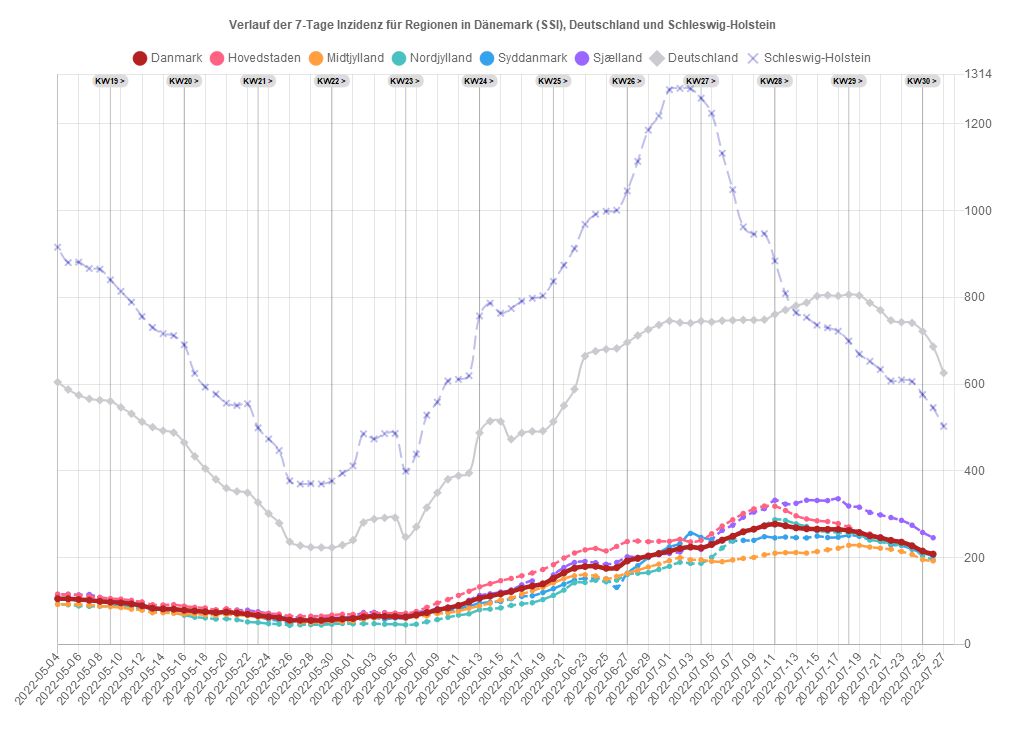 Verlauf der 7-Tage Inzidenz für Regionen in Dänemark (SSI), Deutschland und Schleswig-Holstein
Danmark Hovedstaden Midtjylland Nordjylland Syddanmark Sjælland Deutschland Schleswig-Holstein
KW19 > KW20 > KW21 > KW22 > KW23 > KW24 > KW25 > KW26 > KW27 > KW28 > KW29 > KW30 >
1314
1200
1000
800
600
400
200
0
2022-05-04 2022-05-06 2022-05-08 2022-05-10 2022-05-12 2022-05-14 2022-05-16 2022-05-18 2022-05-20 2022-05-22 2022-05-24 2022-05-26 2022-05-28 2022-05-30 2022-06-01 2022-06-03 2022-06-05 2022-06-07 2022-06-09 2022-06-11 2022-06-13 2022-06-15 2022-06-17 2022-06-19 2022-06-21 2022-06-23 2022-06-25 2022-06-27 2022-06-29 2022-07-01 2022-07-03 2022-07-05 2022-07-07 2022-07-09 2022-07-11 2022-07-13 2022-07-15 2022-07-17 2022-07-19 2022-07-21 2022-07-23 2022-07-25 2022-07-27